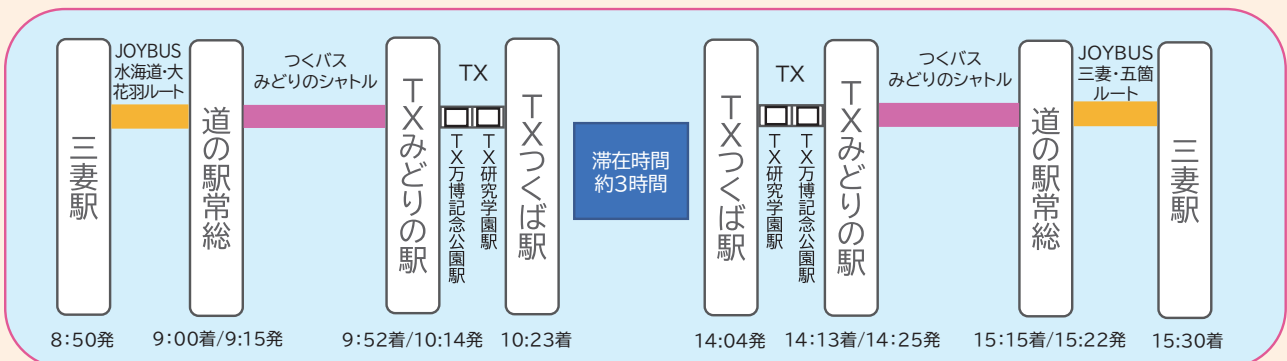 三妻駅
JOYBUS
水海道・大
花羽ルート
道の駅常総
つくバス
みどりのシャトル
TXみどりの駅
TX
TX万博記念公園駅
TX研究学園駅
TXつくば駅
滞在時間
約3時間
TXつくば駅
TX
TX研究学園駅
TX万博記念公園駅
TXみどりの駅
つくバス
みどりのシャトル
道の駅常総
JOYBUS
三妻・五箇
ルート
三妻駅
8:50発
9:00着/9:15発
9:52着/10:14発
10:23着
14:04発
14:13着/14:25発
15:15着/15:22発
15:30着